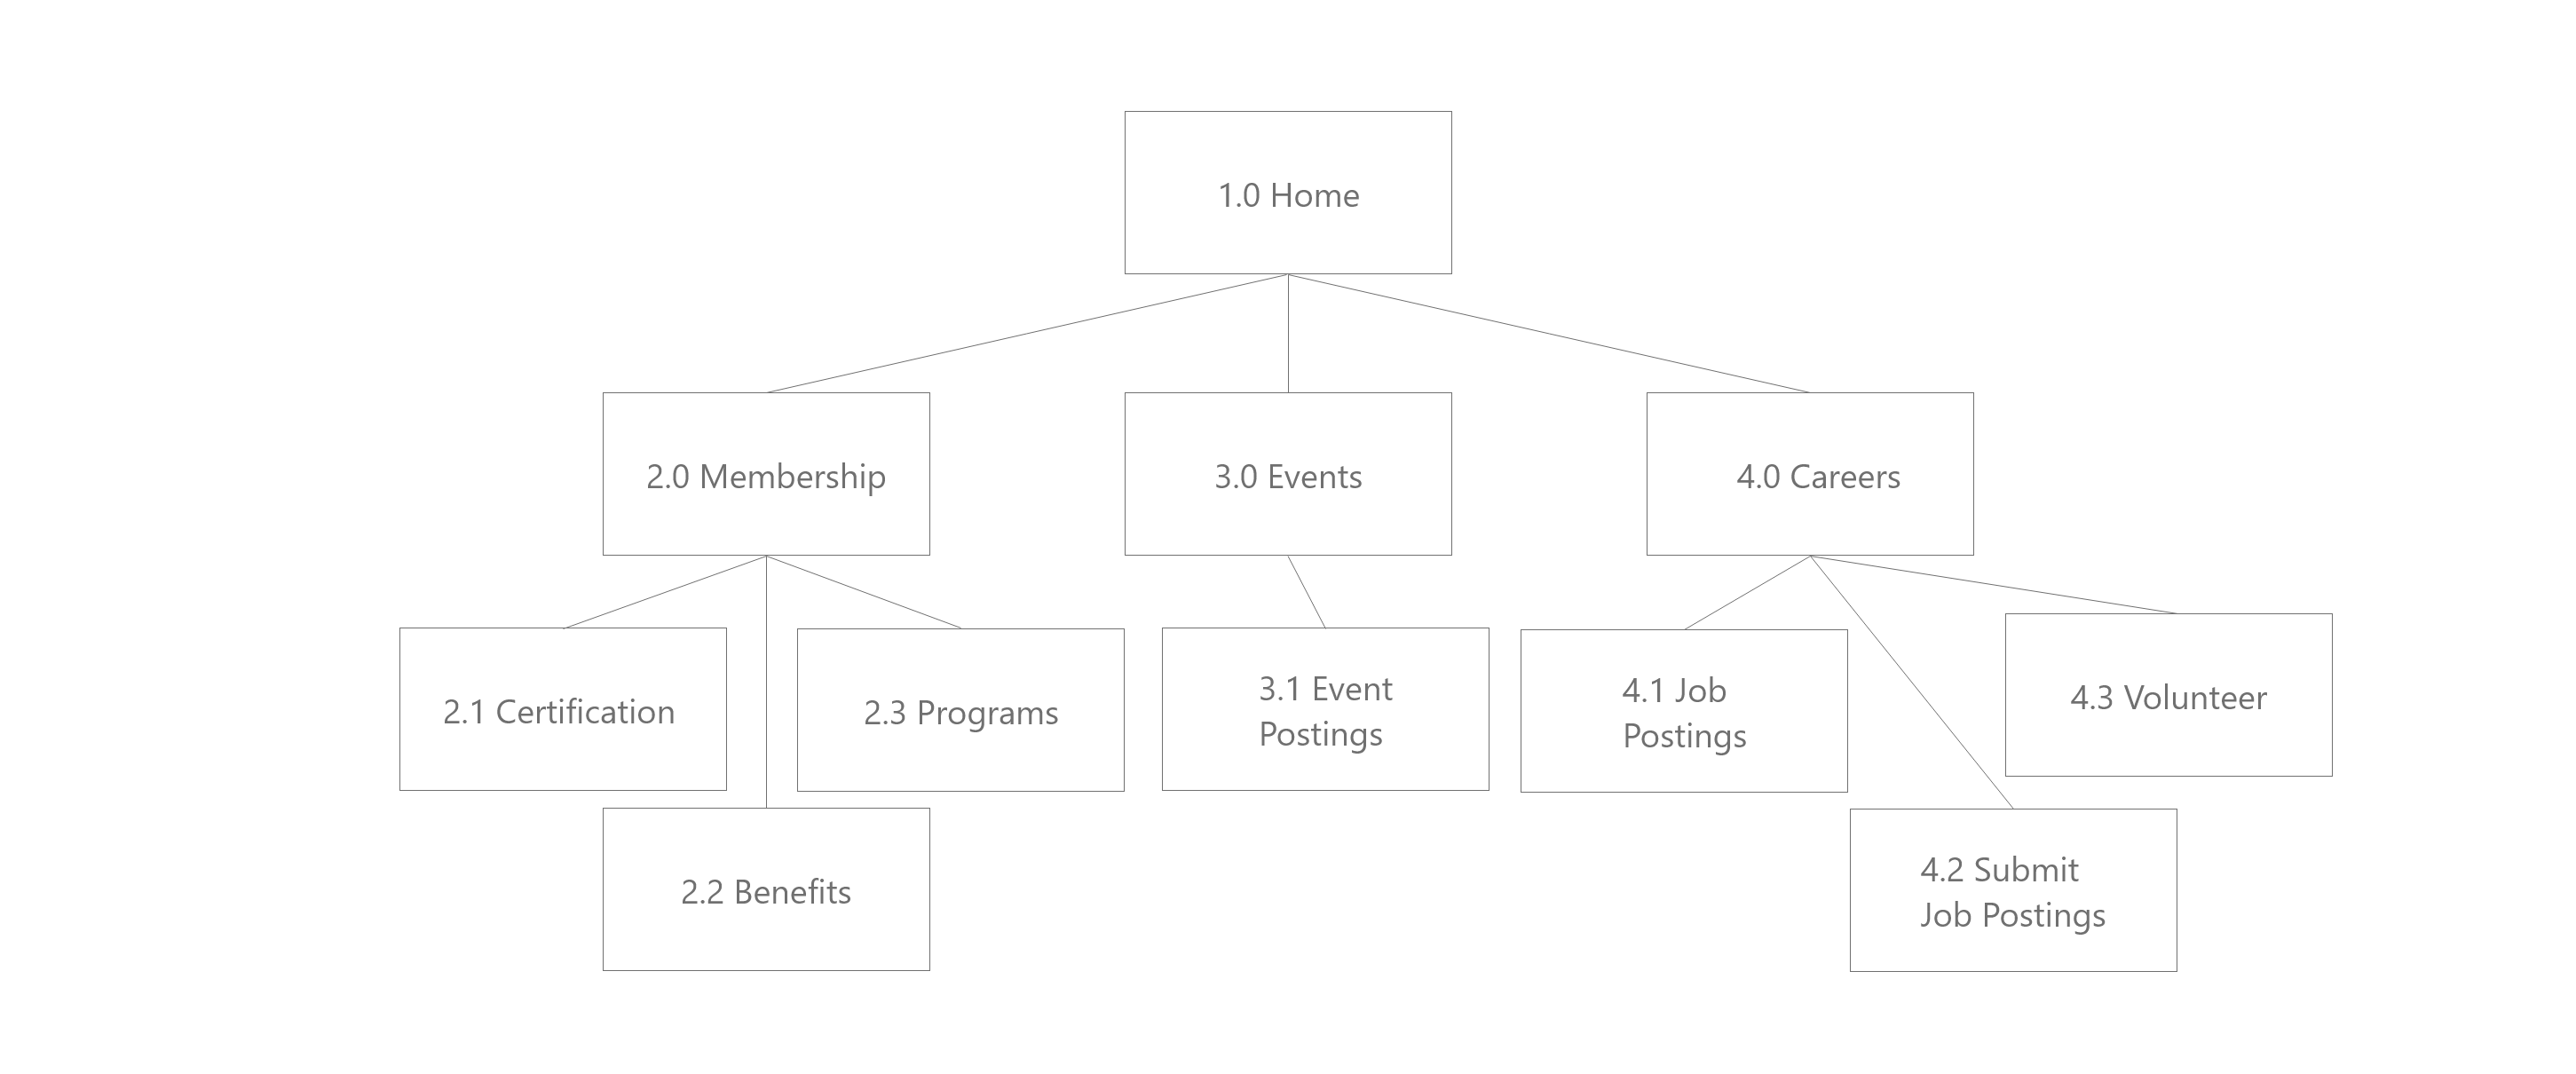 1.0 Home
2.0 Membership
3.0 Events
4.0 Careers
2.1 Certification
2.3 Programs
3.1 Event
Postings
4.1 Job
Postings
4.3 Volunteer
2.2 Benefits
4.2 Submit
Job Postings